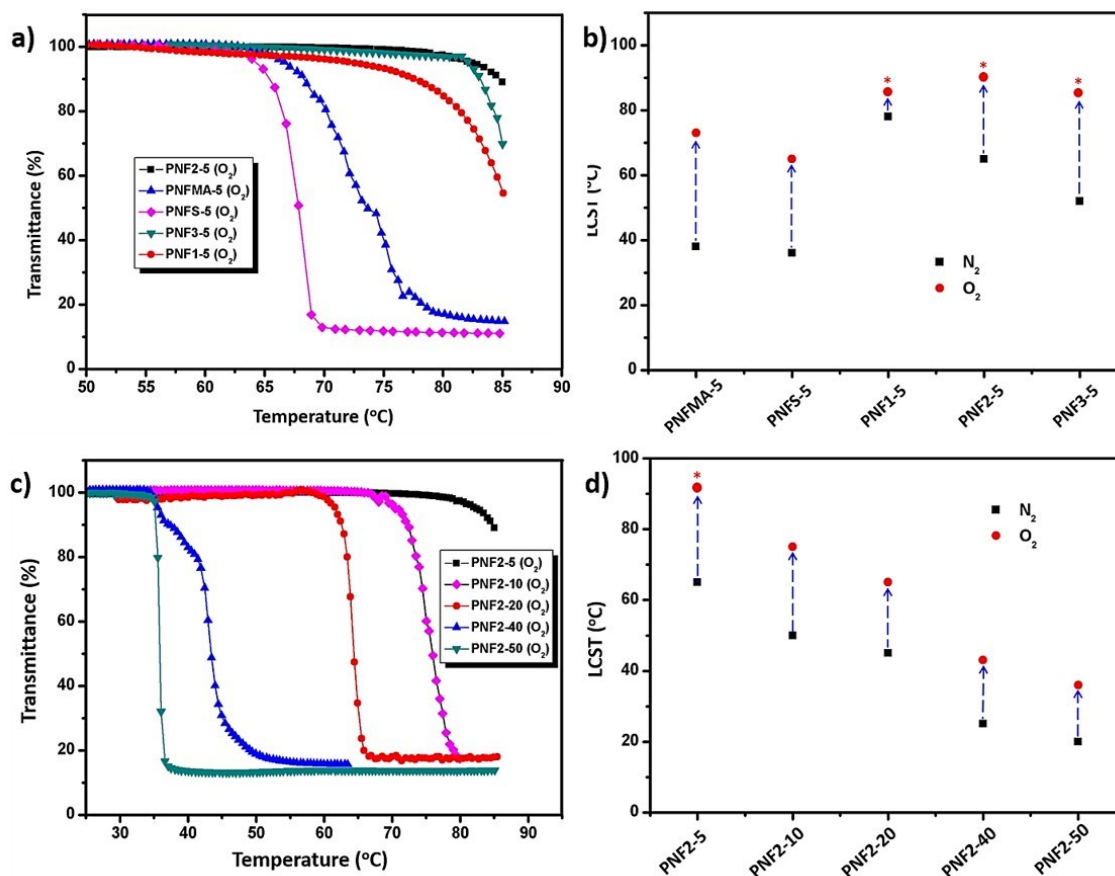 a)
100
80
60
40
20
0
Transmittance (%)
PNF2-5 (O₂)
PNFMA-5 (O₂)
PNFS-5 (O₂)
PNF3-5 (O₂)
PNF1-5 (O₂)
50 55 60 65 70 75 80 85 90
Temperature (°C)
b)
100
80
60
40
20
0
LCST (°C)
* * *
N₂
O₂
PNFMA-5 PNFS-5 PNF1-5 PNF2-5 PNF3-5
c)
100
80
60
40
20
0
Transmittance (%)
PNF2-5 (O₂)
PNF2-10 (O₂)
PNF2-20 (O₂)
PNF2-40 (O₂)
PNF2-50 (O₂)
30 40 50 60 70 80 90
Temperature (°C)
d)
100
80
60
40
20
0
LCST (°C)
*
N₂
O₂
PNF2-5 PNF2-10 PNF2-20 PNF2-40 PNF2-50